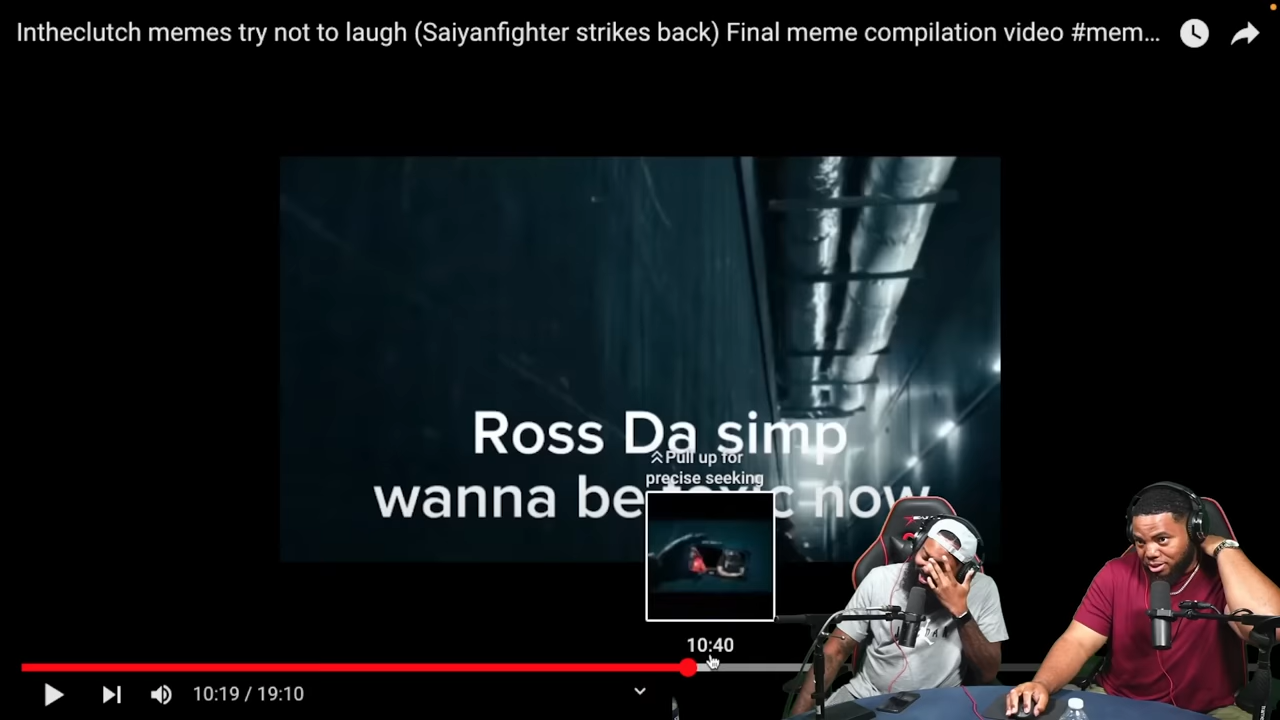 Intheclutch memes try not to laugh (Saiyanfighter strikes back) Final meme compilation video #mem...
Ross Da simp
Pull up for
precise seeking
wanna be toxic now
10:40
10:19 / 19:10